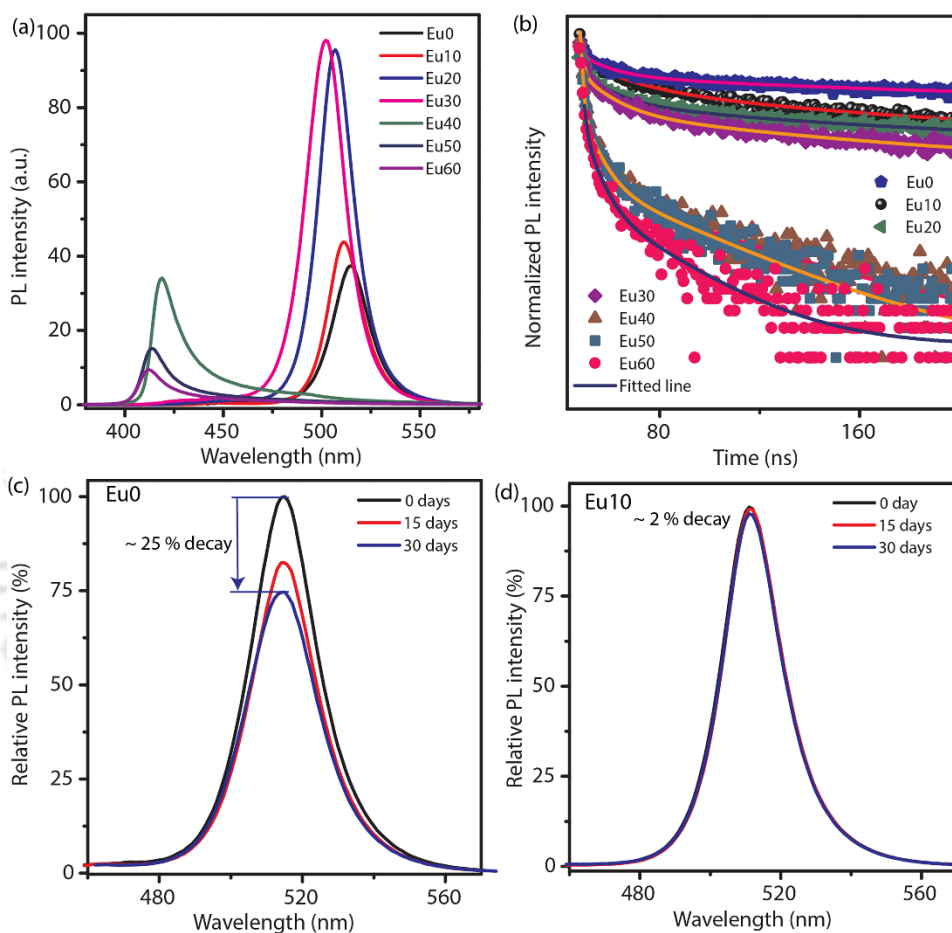 (a)
100
80
60
40
20
0
PL intensity (a.u.)
Eu0
Eu10
Eu20
Eu30
Eu40
Eu50
Eu60
400
450
500
550
Wavelength (nm)
(b)
Normalized PL intensity
Eu0
Eu10
Eu20
Eu30
Eu40
Eu50
Eu60
Fitted line
80
160
Time (ns)
(c)
Eu0
100
75
50
25
0
Relative PL intensity (%)
~ 25 % decay
0 days
15 days
30 days
480
520
560
Wavelength (nm)
(d)
Eu10
100
75
50
25
0
Relative PL intensity (%)
~ 2 % decay
0 day
15 days
30 days
480
520
560
Wavelength (nm)